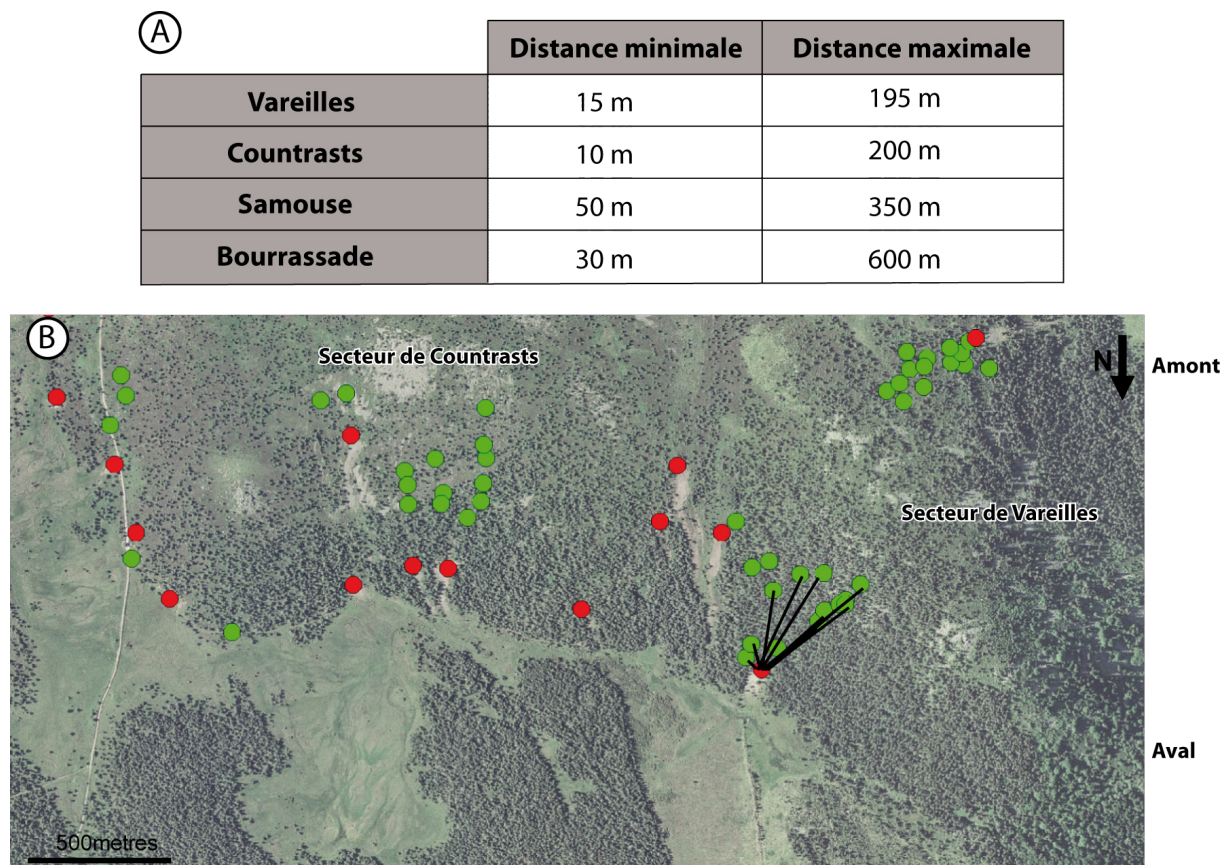 A
Distance minimale Distance maximale
Vareilles 15 m 195 m
Countrasts 10 m 200 m
Samouse 50 m 350 m
Bourrassade 30 m 600 m
B
Secteur de Countrasts
N
Amont
Secteur de Vareilles
Aval
500metres